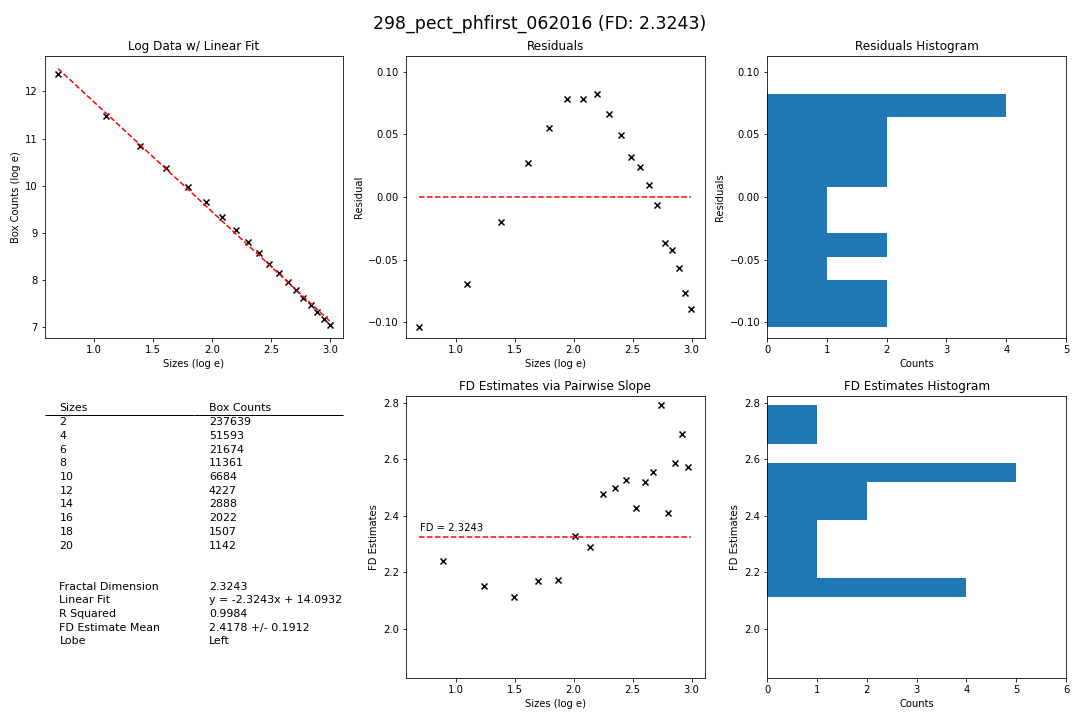 298_pect_phfirst_062016 (FD: 2.3243)
Log Data w/ Linear Fit
12
11
10
9
8
7
Box Counts (log e)
1.0 1.5 2.0 2.5 3.0
Sizes (log e)
Residuals
0.10
0.05
0.00
−0.05
−0.10
Residual
1.0 1.5 2.0 2.5 3.0
Sizes (log e)
Residuals Histogram
0.10
0.05
0.00
−0.05
−0.10
Residuals
0 1 2 3 4 5
Counts
Sizes Box Counts
2 237639
4 51593
6 21674
8 11361
10 6684
12 4227
14 2888
16 2022
18 1507
20 1142
Fractal Dimension 2.3243
Linear Fit y = -2.3243x + 14.0932
R Squared 0.9984
FD Estimate Mean 2.4178 +/- 0.1912
Lobe Left
FD Estimates via Pairwise Slope
2.8
2.6
2.4
2.2
2.0
FD Estimates
FD = 2.3243
1.0 1.5 2.0 2.5 3.0
Sizes (log e)
FD Estimates Histogram
2.8
2.6
2.4
2.2
2.0
FD Estimates
0 1 2 3 4 5 6
Counts